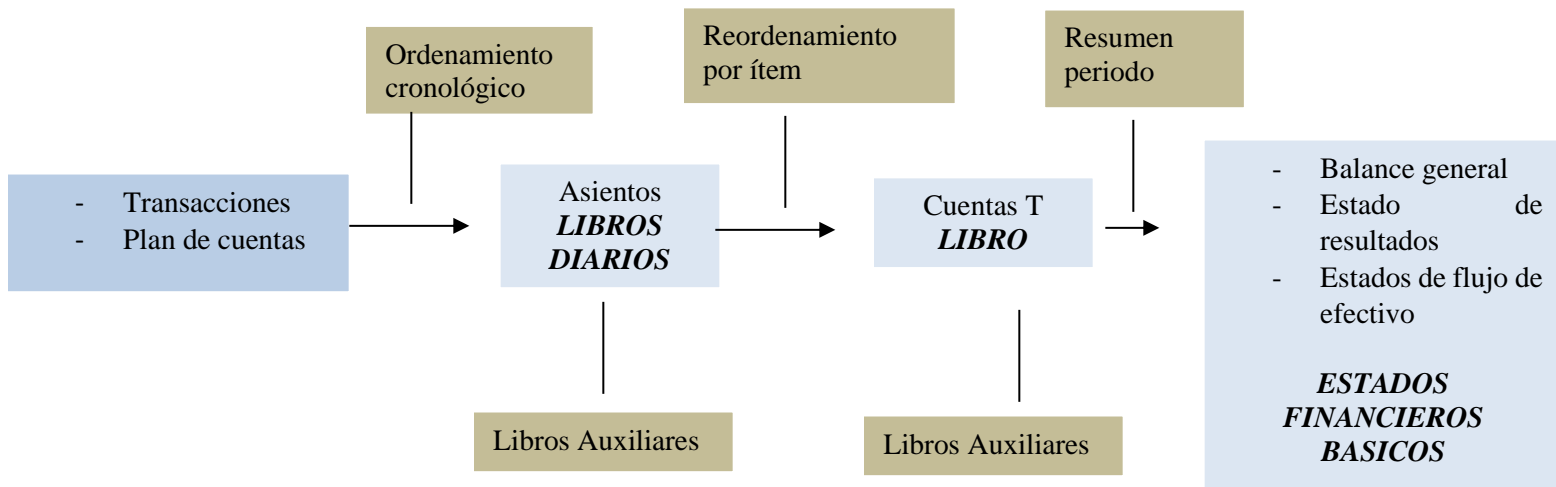 Ordenamiento
cronológico
Reordenamiento
por ítem
Resumen
periodo
- Transacciones
- Plan de cuentas
Asientos
LIBROS
DIARIOS
Cuentas T
LIBRO
- Balance general
- Estado de
resultados
- Estados de flujo de
efectivo
ESTADOS
FINANCIEROS
BASICOS
Libros Auxiliares
Libros Auxiliares